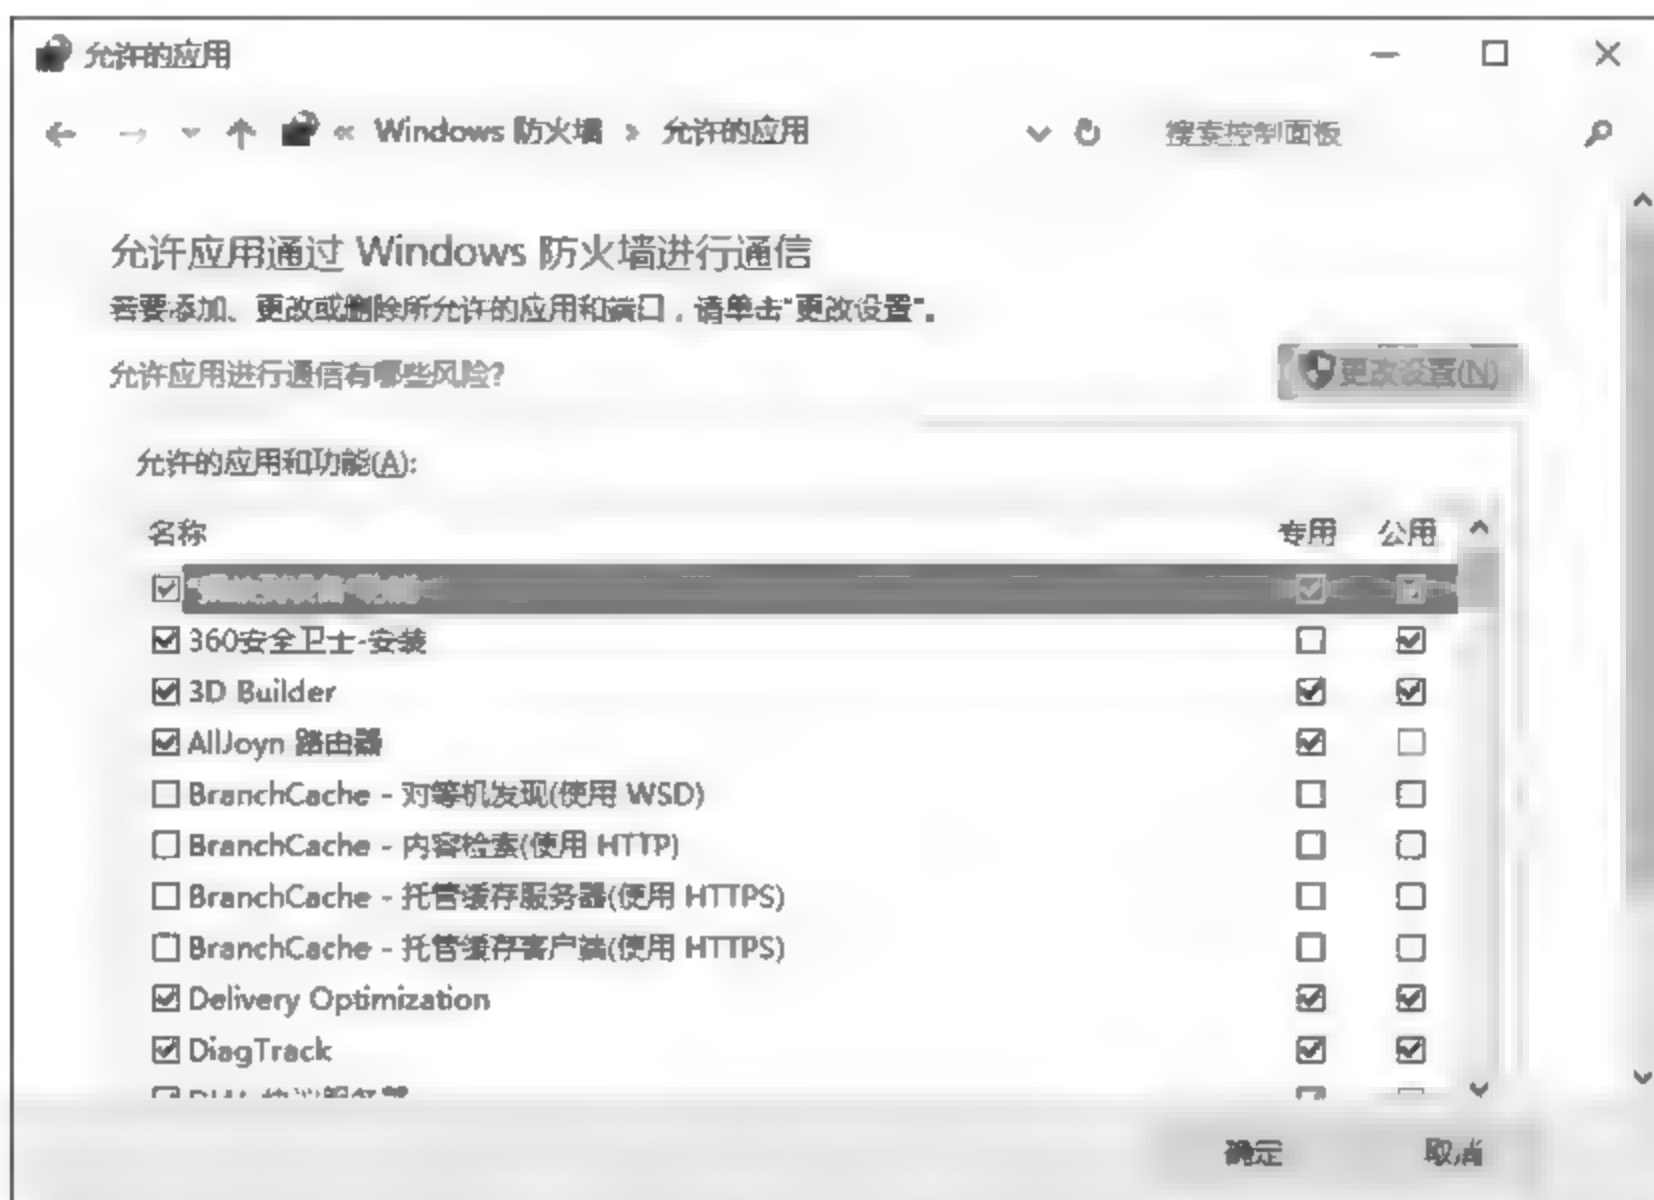 允许的应用
« Windows 防火墙 › 允许的应用 搜索控制面板
允许应用通过 Windows 防火墙进行通信
若要添加、更改或删除所允许的应用和端口，请单击"更改设置"。
允许应用进行通信有哪些风险?
更改设置(N)
允许的应用和功能(A):
名称 专用 公用
360安全卫士-安装
3D Builder
AllJoyn 路由器
BranchCache - 对等机发现(使用 WSD)
BranchCache - 内容检索(使用 HTTP)
BranchCache - 托管缓存服务器(使用 HTTPS)
BranchCache - 托管缓存客户端(使用 HTTPS)
Delivery Optimization
DiagTrack
确定 取消